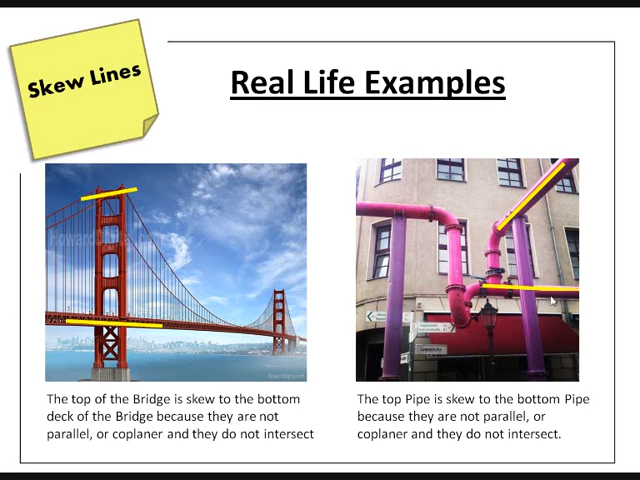 Skew Lines
Real Life Examples
The top of the Bridge is skew to the bottom
deck of the Bridge because they are not
parallel, or coplaner and they do not intersect
The top Pipe is skew to the bottom Pipe
because they are not parallel, or
coplaner and they do not intersect.